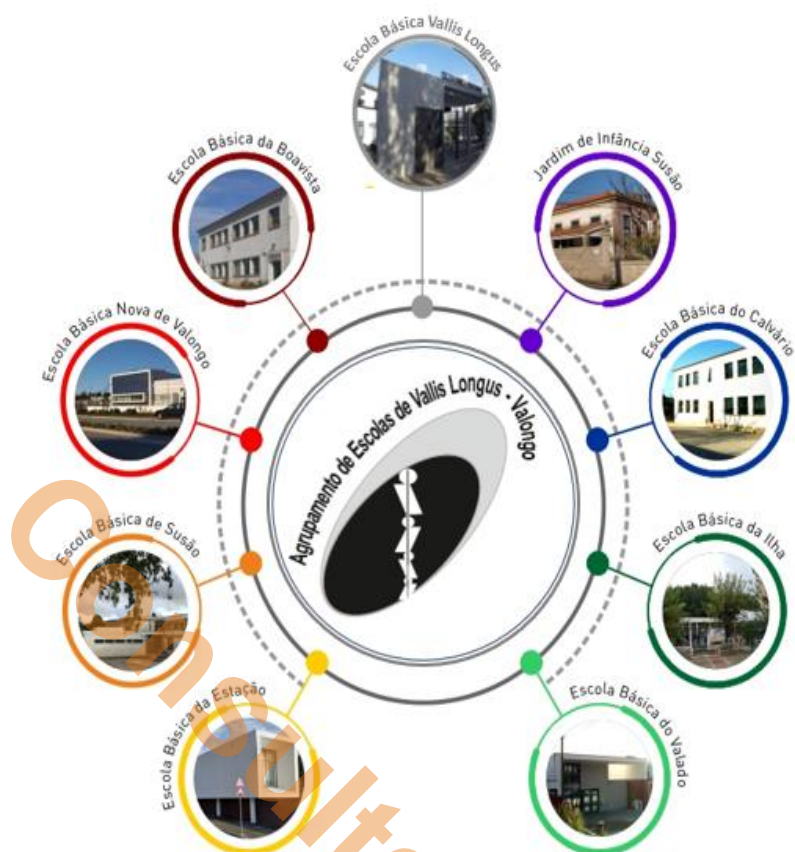 Escola Básica Vallis Longus
Escola Básica da Boavista
Jardim de Infância Susão
Escola Básica Nova de Valongo
Escola Básica do Calvário
Agrupamento de Escolas de Vallis Longus - Valongo
Escola Básica de Susão
Escola Básica da Ilha
Escola Básica da Estação
Escola Básica do Valado
Consulta